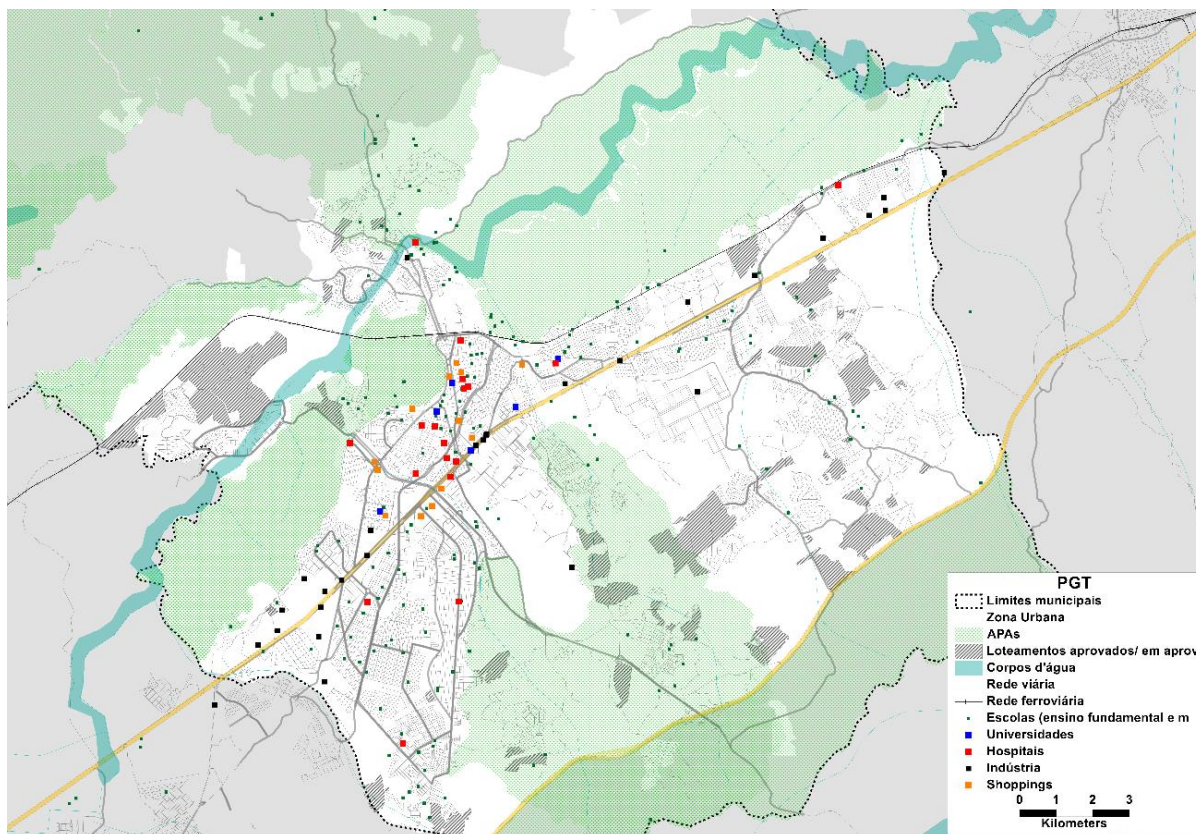 PGT
Limites municipais
Zona Urbana
APAs
Loteamentos aprovados/ em aprov
Corpos d'água
Rede viária
Rede ferroviária
Escolas (ensino fundamental e m
Universidades
Hospitais
Indústria
Shoppings
0 1 2 3
Kilometers